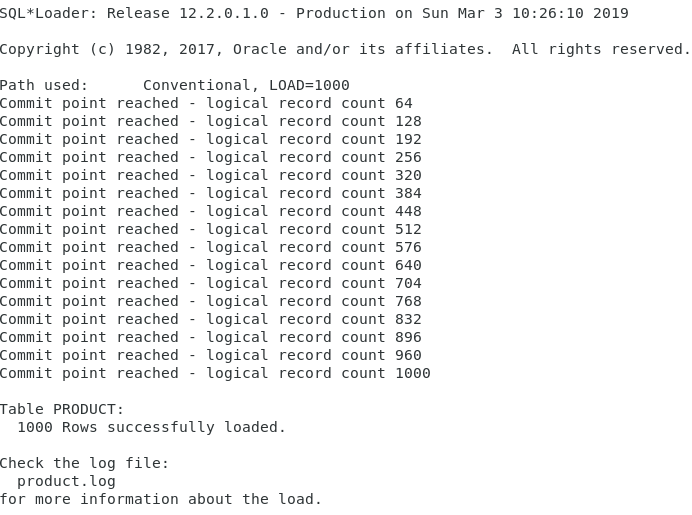 SQL*Loader: Release 12.2.0.1.0 - Production on Sun Mar 3 10:26:10 2019
Copyright (c) 1982, 2017, Oracle and/or its affiliates.  All rights reserved.
Path used:      Conventional, LOAD=1000
Commit point reached - logical record count 64
Commit point reached - logical record count 128
Commit point reached - logical record count 192
Commit point reached - logical record count 256
Commit point reached - logical record count 320
Commit point reached - logical record count 384
Commit point reached - logical record count 448
Commit point reached - logical record count 512
Commit point reached - logical record count 576
Commit point reached - logical record count 640
Commit point reached - logical record count 704
Commit point reached - logical record count 768
Commit point reached - logical record count 832
Commit point reached - logical record count 896
Commit point reached - logical record count 960
Commit point reached - logical record count 1000
Table PRODUCT:
  1000 Rows successfully loaded.
Check the log file:
  product.log
for more information about the load.